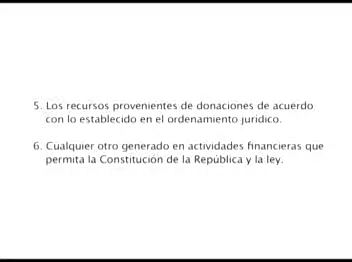 5. Los recursos provenientes de donaciones de acuerdo
con lo establecido en el ordenamiento jurídico.
6. Cualquier otro generado en actividades financieras que
permita la Constitución de la República y la ley.